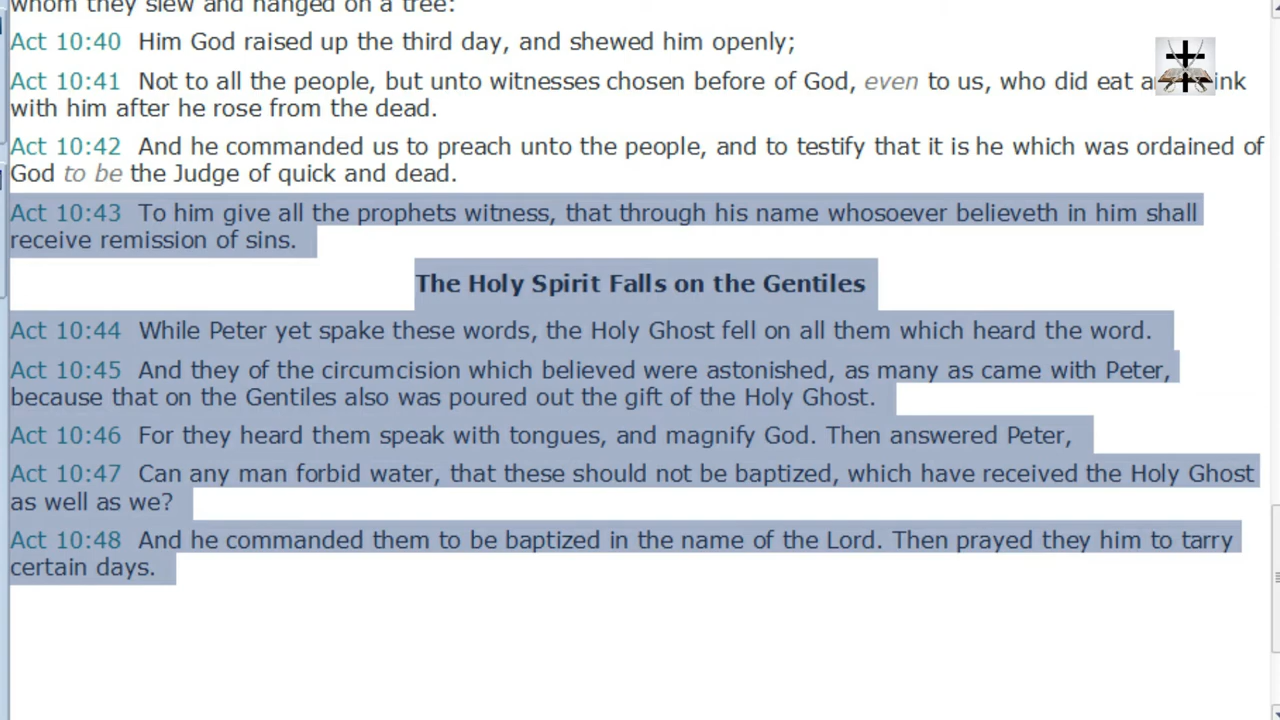 whom they slew and hanged on a tree:
Act 10:40 Him God raised up the third day, and shewed him openly;
Act 10:41 Not to all the people, but unto witnesses chosen before of God, even to us, who did eat a ink
with him after he rose from the dead.
Act 10:42 And he commanded us to preach unto the people, and to testify that it is he which was ordained of
God to be the Judge of quick and dead.
Act 10:43 To him give all the prophets witness, that through his name whosoever believeth in him shall
receive remission of sins.
The Holy Spirit Falls on the Gentiles
Act 10:44 While Peter yet spake these words, the Holy Ghost fell on all them which heard the word.
Act 10:45 And they of the circumcision which believed were astonished, as many as came with Peter,
because that on the Gentiles also was poured out the gift of the Holy Ghost.
Act 10:46 For they heard them speak with tongues, and magnify God. Then answered Peter,
Act 10:47 Can any man forbid water, that these should not be baptized, which have received the Holy Ghost
as well as we?
Act 10:48 And he commanded them to be baptized in the name of the Lord. Then prayed they him to tarry
certain days.